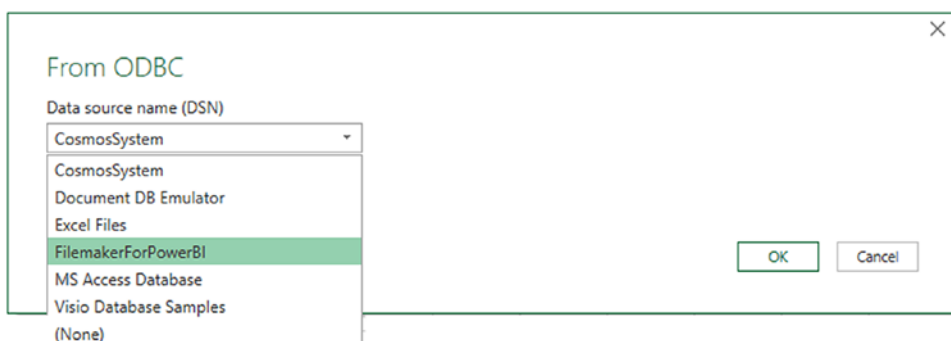 From ODBC
Data source name (DSN)
CosmosSystem
CosmosSystem
Document DB Emulator
Excel Files
FilemakerForPowerBI
MS Access Database
Visio Database Samples
(None)
OK Cancel